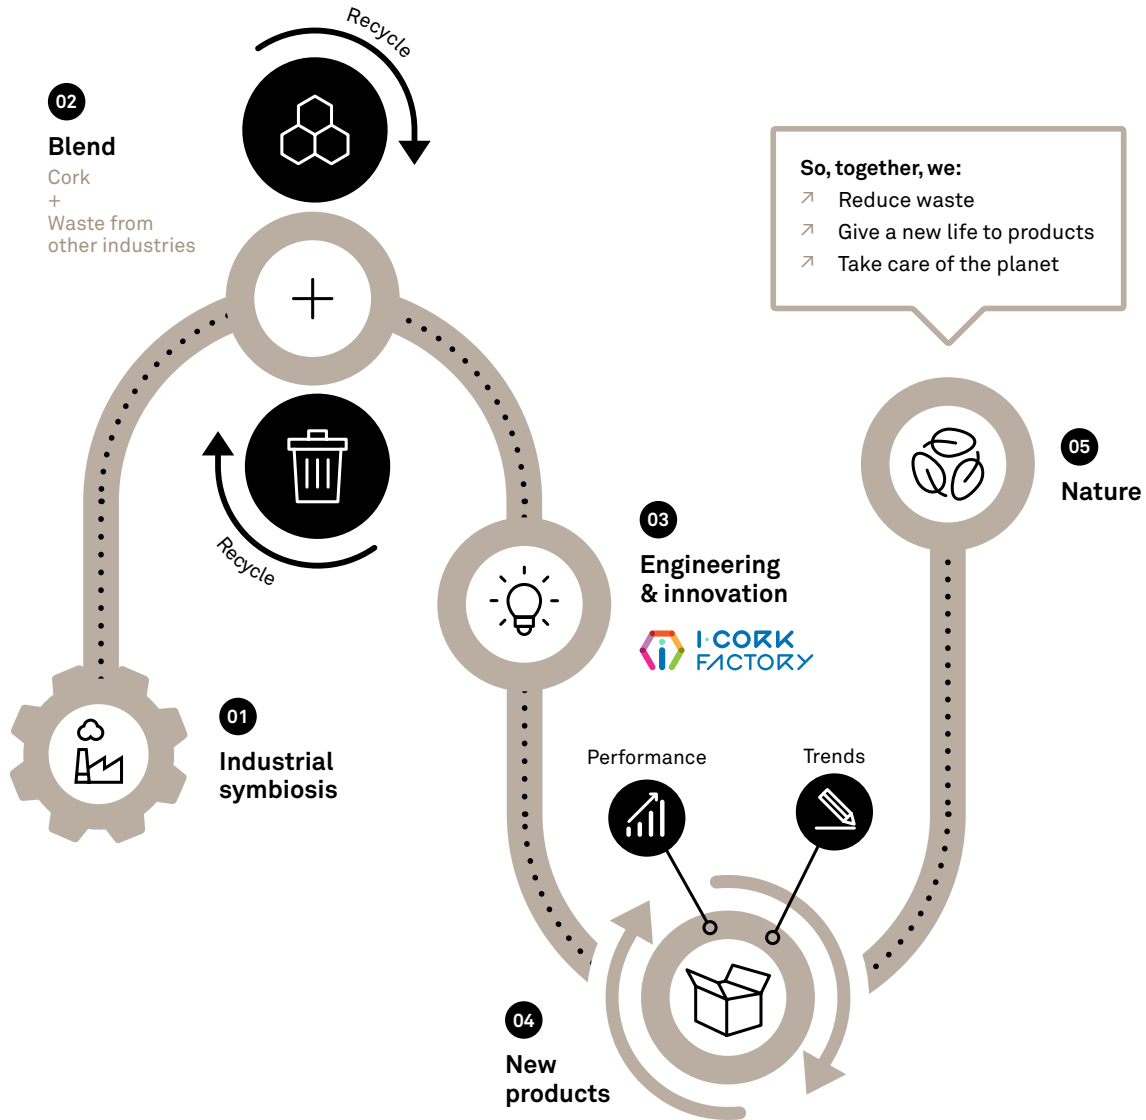 Recycle
02
Blend
Cork
+
Waste from
other industries
So, together, we:
Reduce waste
Give a new life to products
Take care of the planet
Recycle
05
Nature
03
Engineering
& innovation
I·CORK
FACTORY
01
Industrial
symbiosis
Performance
Trends
04
New
products